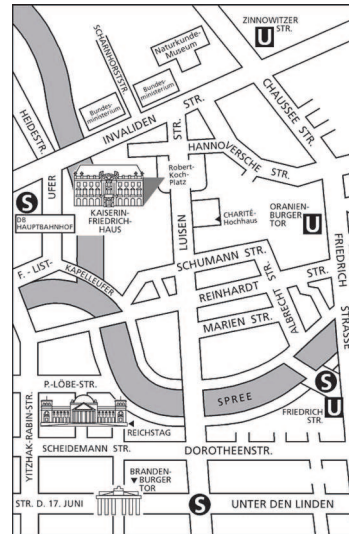 ZINNOWITZER
STR.
U
SCHARNHORSTSTR.
Naturkunde-
Museum
Bundes-
ministerium
Bundes-
ministerium
HEIDESTR.
INVALIDEN STR.
CHAUSSEE STR.
HANNOVERSCHE STR.
Robert-
Koch-
Platz
S
UFER
DB
HAUPTBAHNHOF
KAISERIN-
FRIEDRICH-
HAUS
LUISEN STR.
CHARITÉ-
Hochhaus
ORANIEN-
BURGER
TOR
U
F.-LIST-
KAPELLEUFER
SCHUMANN STR.
REINHARDT
MARIEN STR.
ALBRECHT STR.
FRIEDRICH STRASSE
P.-LÖBE-STR.
SPREE
S
U
FRIEDRICH
STR.
REICHSTAG
YITZHAK-RABIN-STR.
SCHEIDEMANN STR.
DOROTHEENSTR.
BRANDEN-
BURGER
TOR
STR. D. 17. JUNI
S
UNTER DEN LINDEN